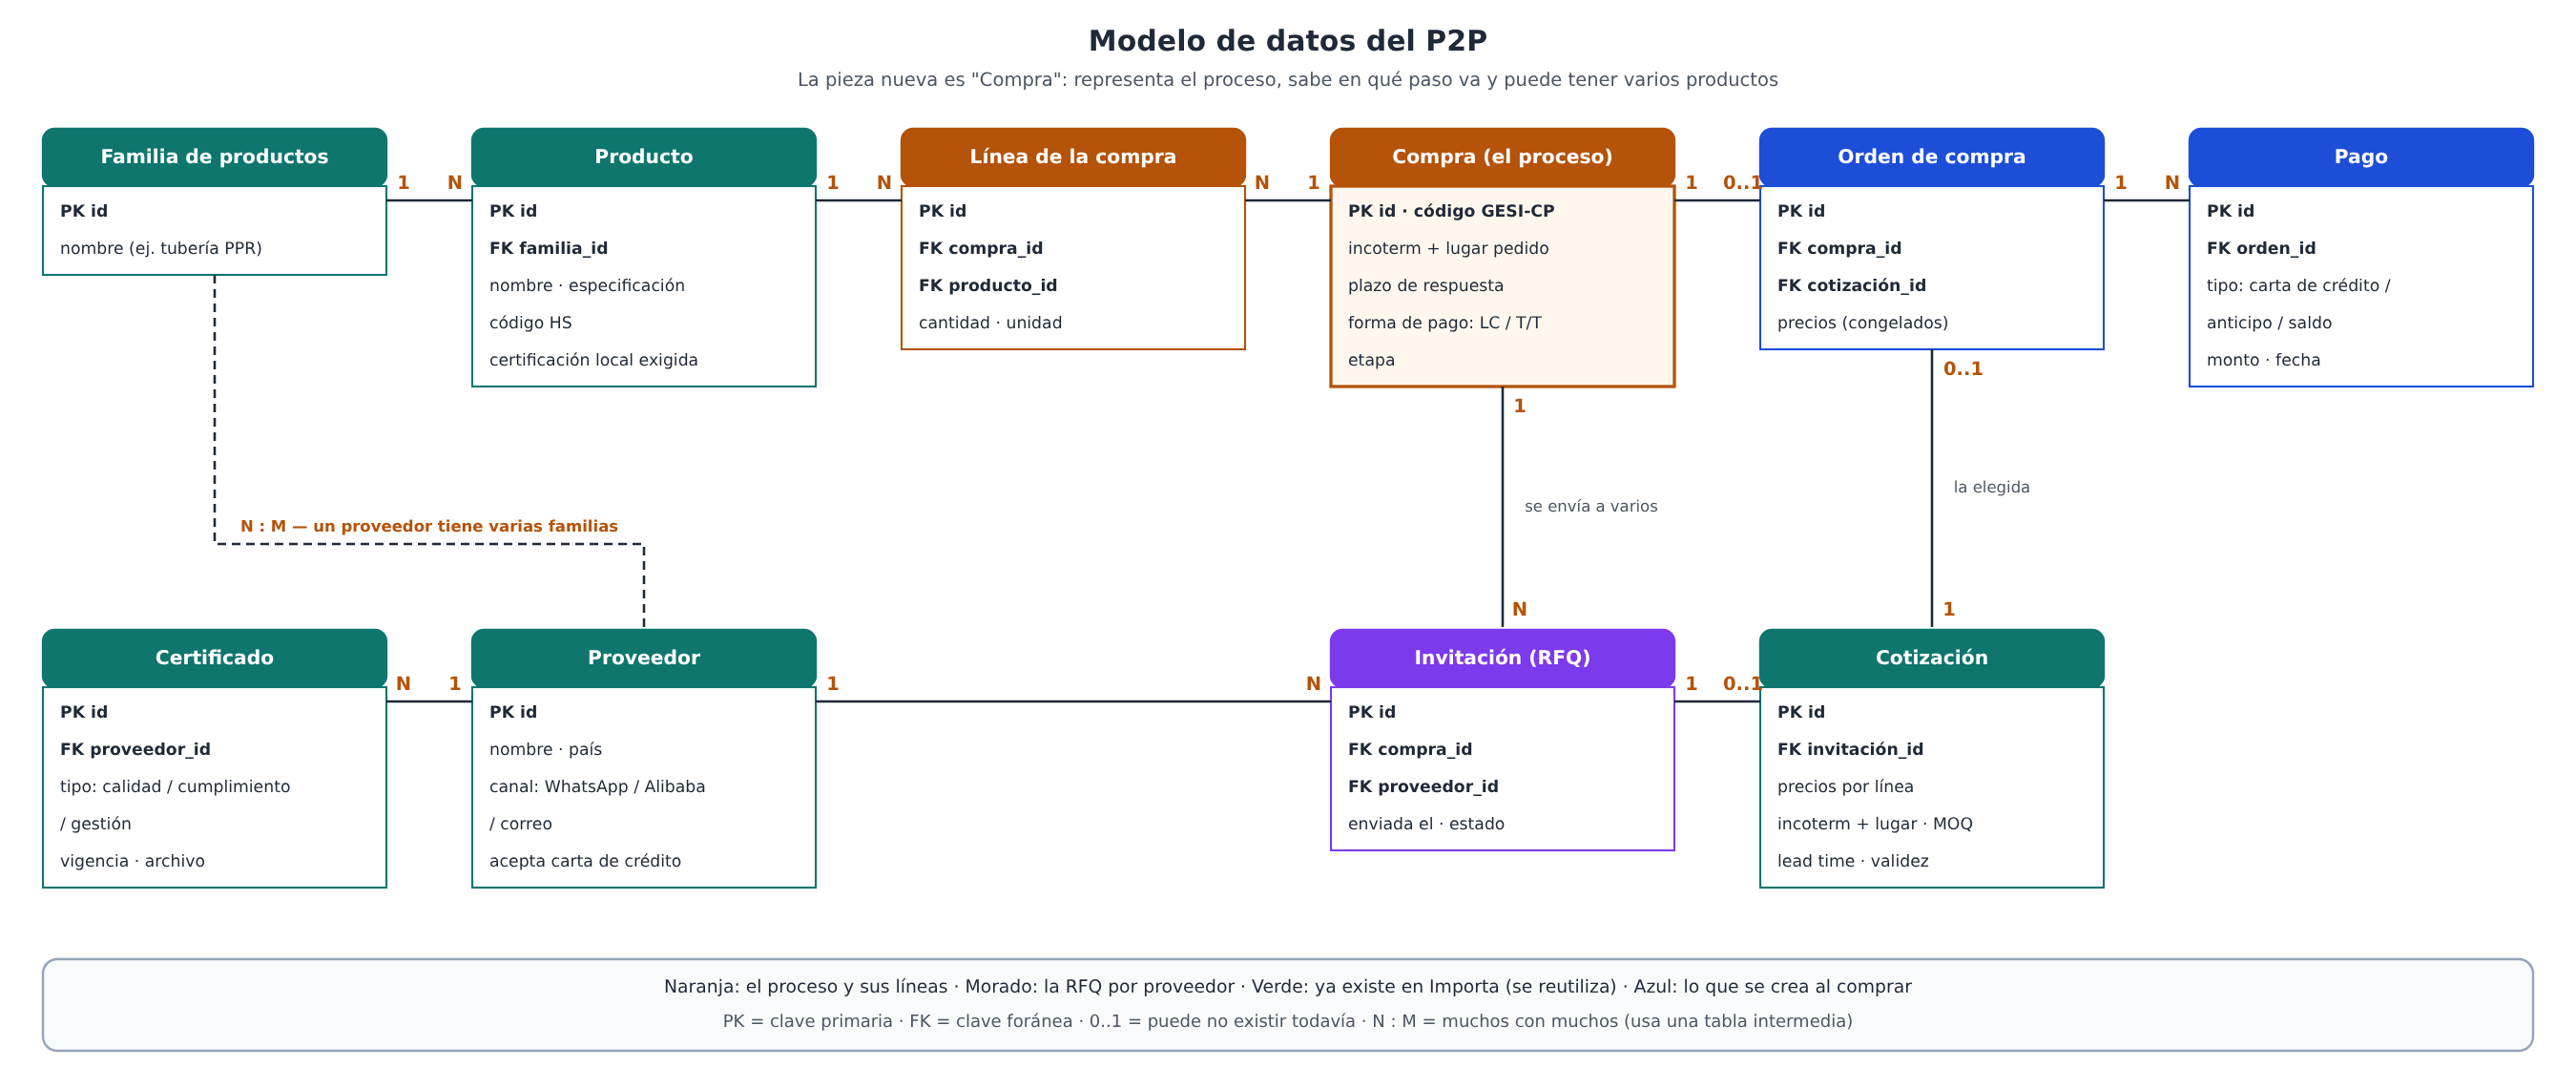 Modelo de datos del P2P
La pieza nueva es "Compra": representa el proceso, sabe en qué paso va y puede tener varios productos
Familia de productos
PK id
nombre (ej. tubería PPR)
1 N
Producto
PK id
FK familia_id
nombre · especificación
código HS
certificación local exigida
1 N
Línea de la compra
PK id
FK compra_id
FK producto_id
cantidad · unidad
N 1
Compra (el proceso)
PK id · código GESI-CP
incoterm + lugar pedido
plazo de respuesta
forma de pago: LC / T/T
etapa
1 0..1
Orden de compra
PK id
FK compra_id
FK cotización_id
precios (congelados)
1 N
Pago
PK id
FK orden_id
tipo: carta de crédito /
anticipo / saldo
monto · fecha
0..1
1
la elegida
se envía a varios
N : M — un proveedor tiene varias familias
N
1
Certificado
PK id
FK proveedor_id
tipo: calidad / cumplimiento
/ gestión
vigencia · archivo
N 1
Proveedor
PK id
nombre · país
canal: WhatsApp / Alibaba
/ correo
acepta carta de crédito
1 N
Invitación (RFQ)
PK id
FK compra_id
FK proveedor_id
enviada el · estado
1 0..1
Cotización
PK id
FK invitación_id
precios por línea
incoterm + lugar · MOQ
lead time · validez
Naranja: el proceso y sus líneas · Morado: la RFQ por proveedor · Verde: ya existe en Importa (se reutiliza) · Azul: lo que se crea al comprar
PK = clave primaria · FK = clave foránea · 0..1 = puede no existir todavía · N : M = muchos con muchos (usa una tabla intermedia)